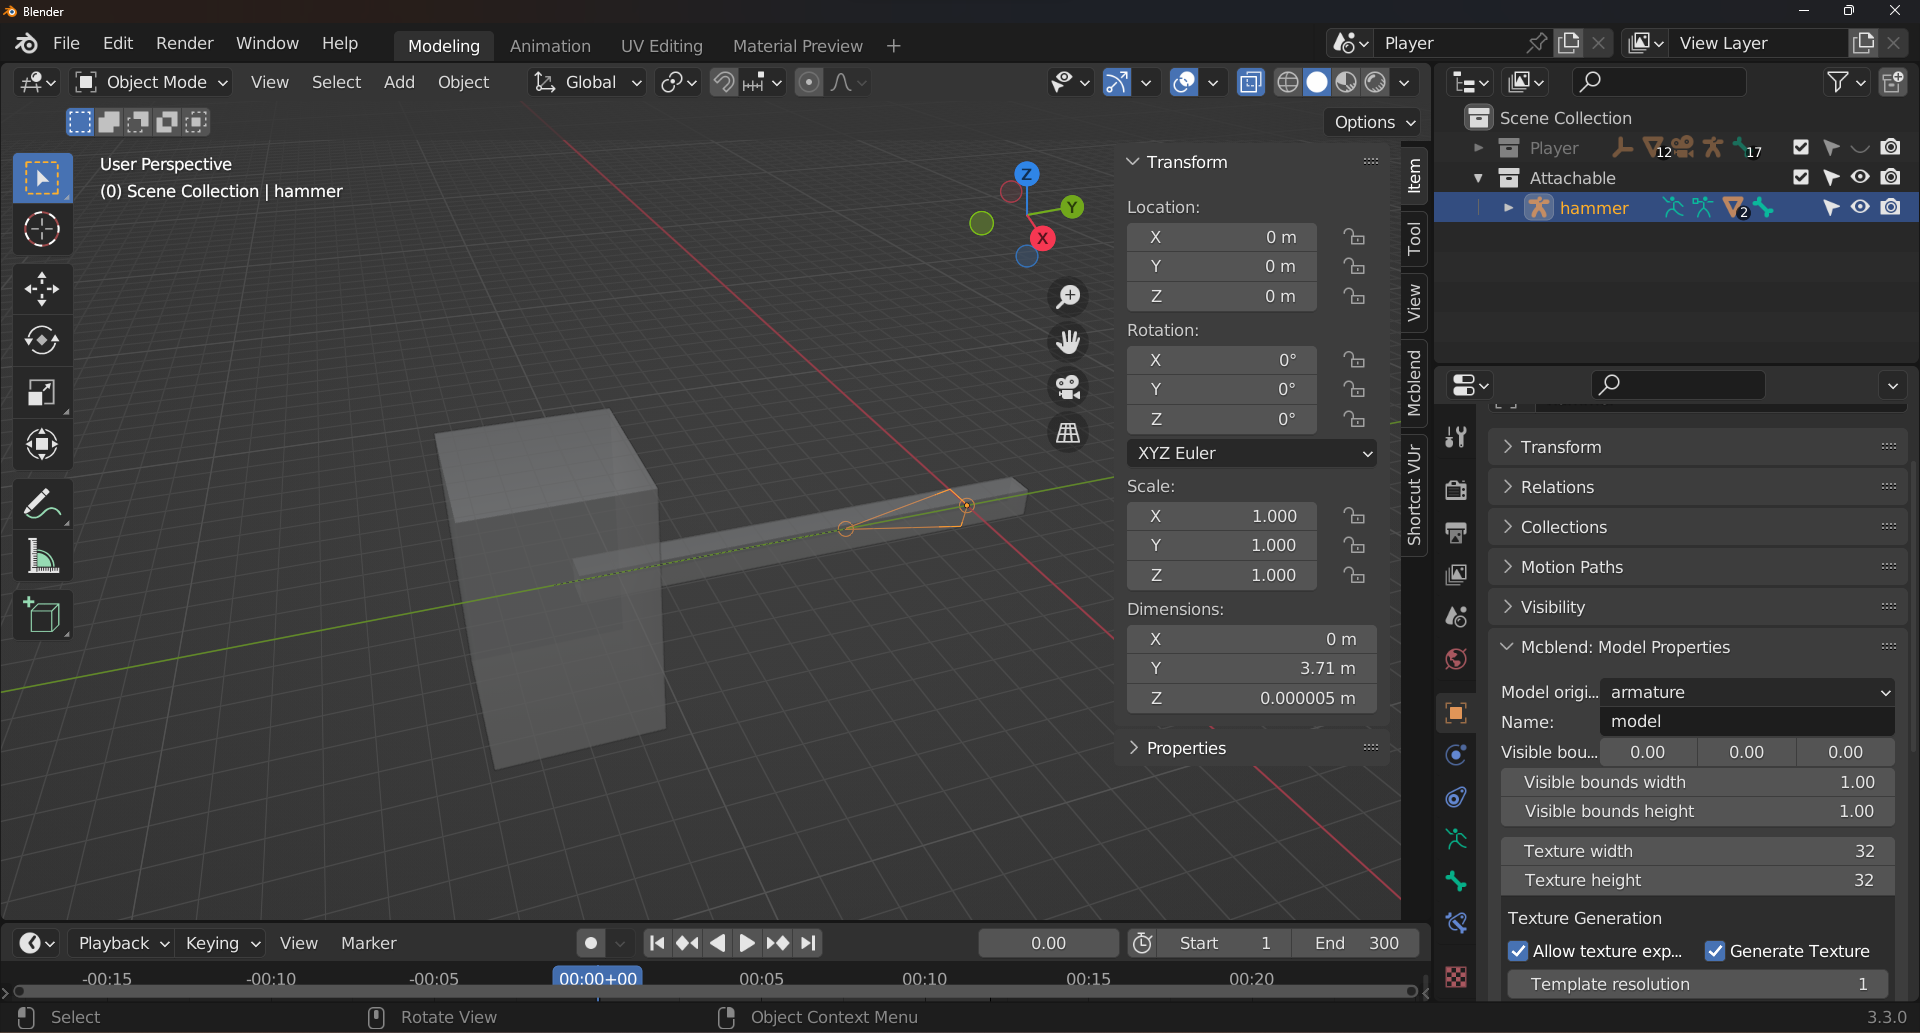 Blender
File Edit Render Window Help
Modeling Animation UV Editing Material Preview
Player
View Layer
Object Mode View Select Add Object
Global
Options
User Perspective
(0) Scene Collection | hammer
Z
Y
X
Transform
Location:
X 0 m
Y 0 m
Z 0 m
Rotation:
X 0°
Y 0°
Z 0°
XYZ Euler
Scale:
X 1.000
Y 1.000
Z 1.000
Dimensions:
X 0 m
Y 3.71 m
Z 0.000005 m
Properties
Item
Tool
View
Mcblend
Shortcut VUr
Scene Collection
Player 12 17
Attachable
hammer 2
Transform
Relations
Collections
Motion Paths
Visibility
Mcblend: Model Properties
Model origi... armature
Name: model
Visible bou... 0.00 0.00 0.00
Visible bounds width 1.00
Visible bounds height 1.00
Texture width 32
Texture height 32
Texture Generation
Allow texture exp... Generate Texture
Template resolution 1
Playback Keying View Marker
0.00
Start 1
End 300
-00:15 -00:10 -00:05 00:00+00 00:05 00:10 00:15 00:20
Select
Rotate View
Object Context Menu
3.3.0